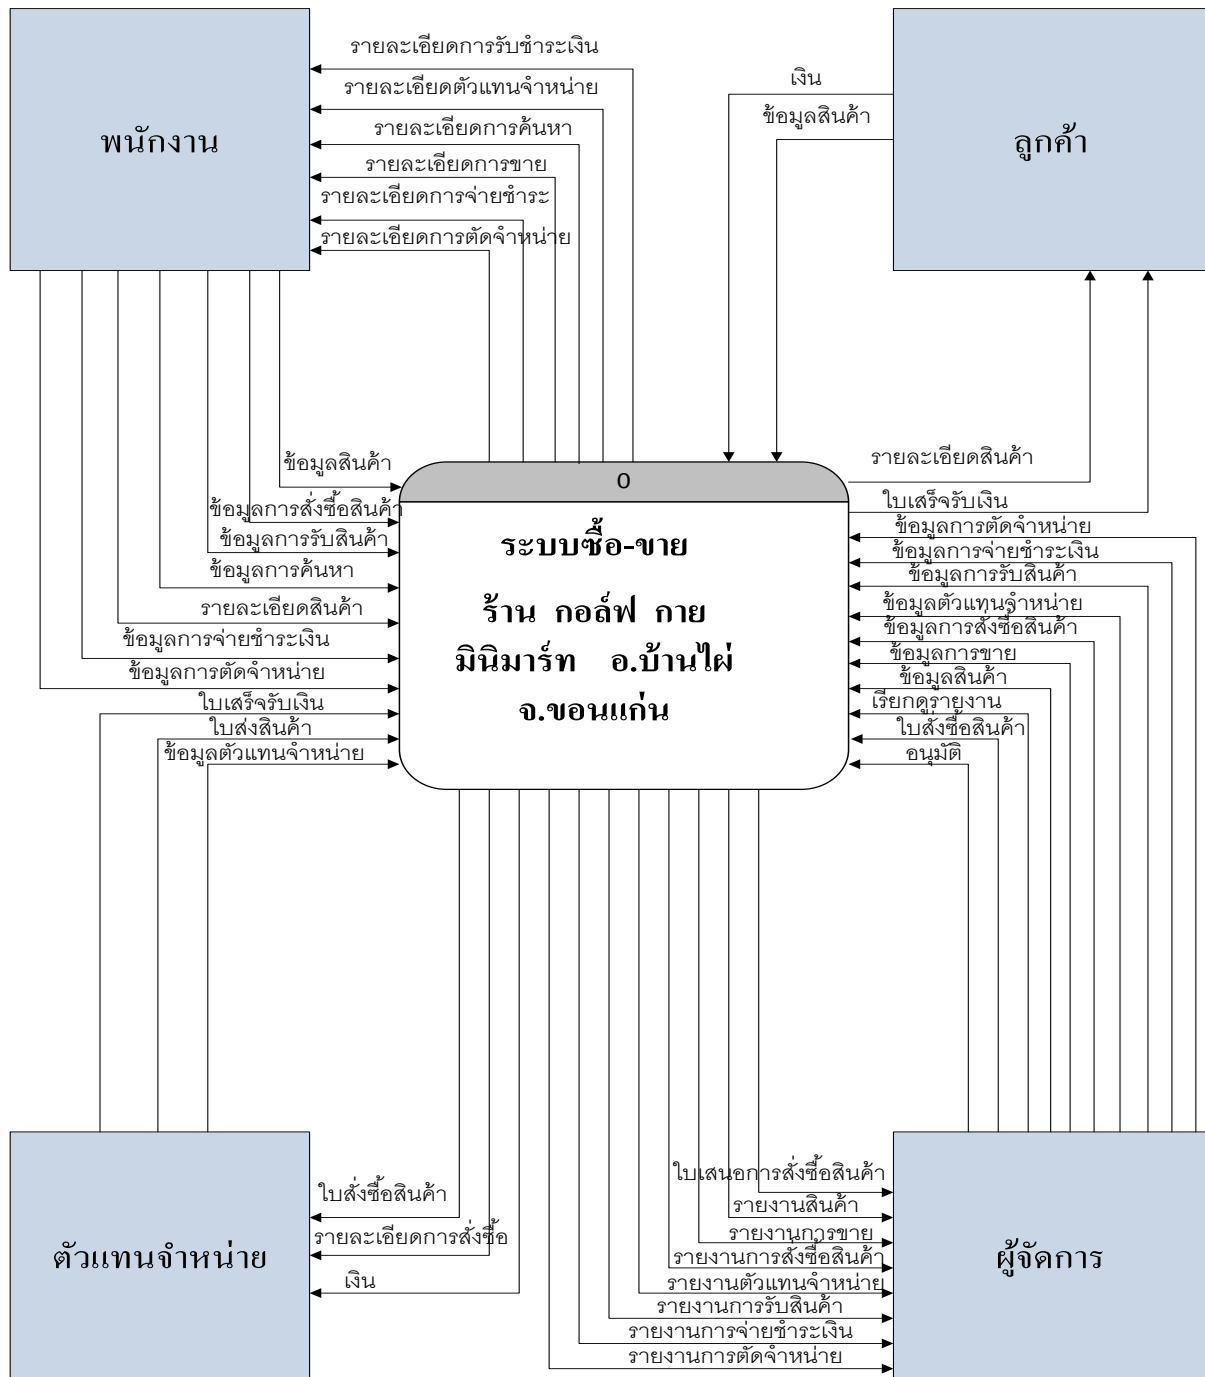 รายละเอียดการรับชำระเงิน
รายละเอียดตัวแทนจำหน่าย
รายละเอียดการค้นหา
รายละเอียดการขาย
รายละเอียดการจ่ายชำระ
รายละเอียดการตัดจำหน่าย
พนักงาน
เงิน
ข้อมูลสินค้า
ลูกค้า
ข้อมูลสินค้า
ข้อมูลการสั่งซื้อสินค้า
ข้อมูลการรับสินค้า
ข้อมูลการค้นหา
รายละเอียดสินค้า
ข้อมูลการจ่ายชำระเงิน
ข้อมูลการตัดจำหน่าย
ใบเสร็จรับเงิน
ใบส่งสินค้า
ข้อมูลตัวแทนจำหน่าย
0
ระบบซื้อ-ขาย
ร้าน กอล์ฟ กาย
มินิมาร์ท อ.บ้านไผ่
จ.ขอนแก่น
รายละเอียดสินค้า
ใบเสร็จรับเงิน
ข้อมูลการตัดจำหน่าย
ข้อมูลการจ่ายชำระเงิน
ข้อมูลการรับสินค้า
ข้อมูลตัวแทนจำหน่าย
ข้อมูลการสั่งซื้อสินค้า
ข้อมูลการขาย
ข้อมูลสินค้า
เรียกดูรายงาน
ใบสั่งซื้อสินค้า
อนุมัติ
ตัวแทนจำหน่าย
ใบสั่งซื้อสินค้า
รายละเอียดการสั่งซื้อ
เงิน
ใบเสนอการสั่งซื้อสินค้า
รายงานสินค้า
รายงานการขาย
รายงานการสั่งซื้อสินค้า
รายงานตัวแทนจำหน่าย
รายงานการรับสินค้า
รายงานการจ่ายชำระเงิน
รายงานการตัดจำหน่าย
ผู้จัดการ